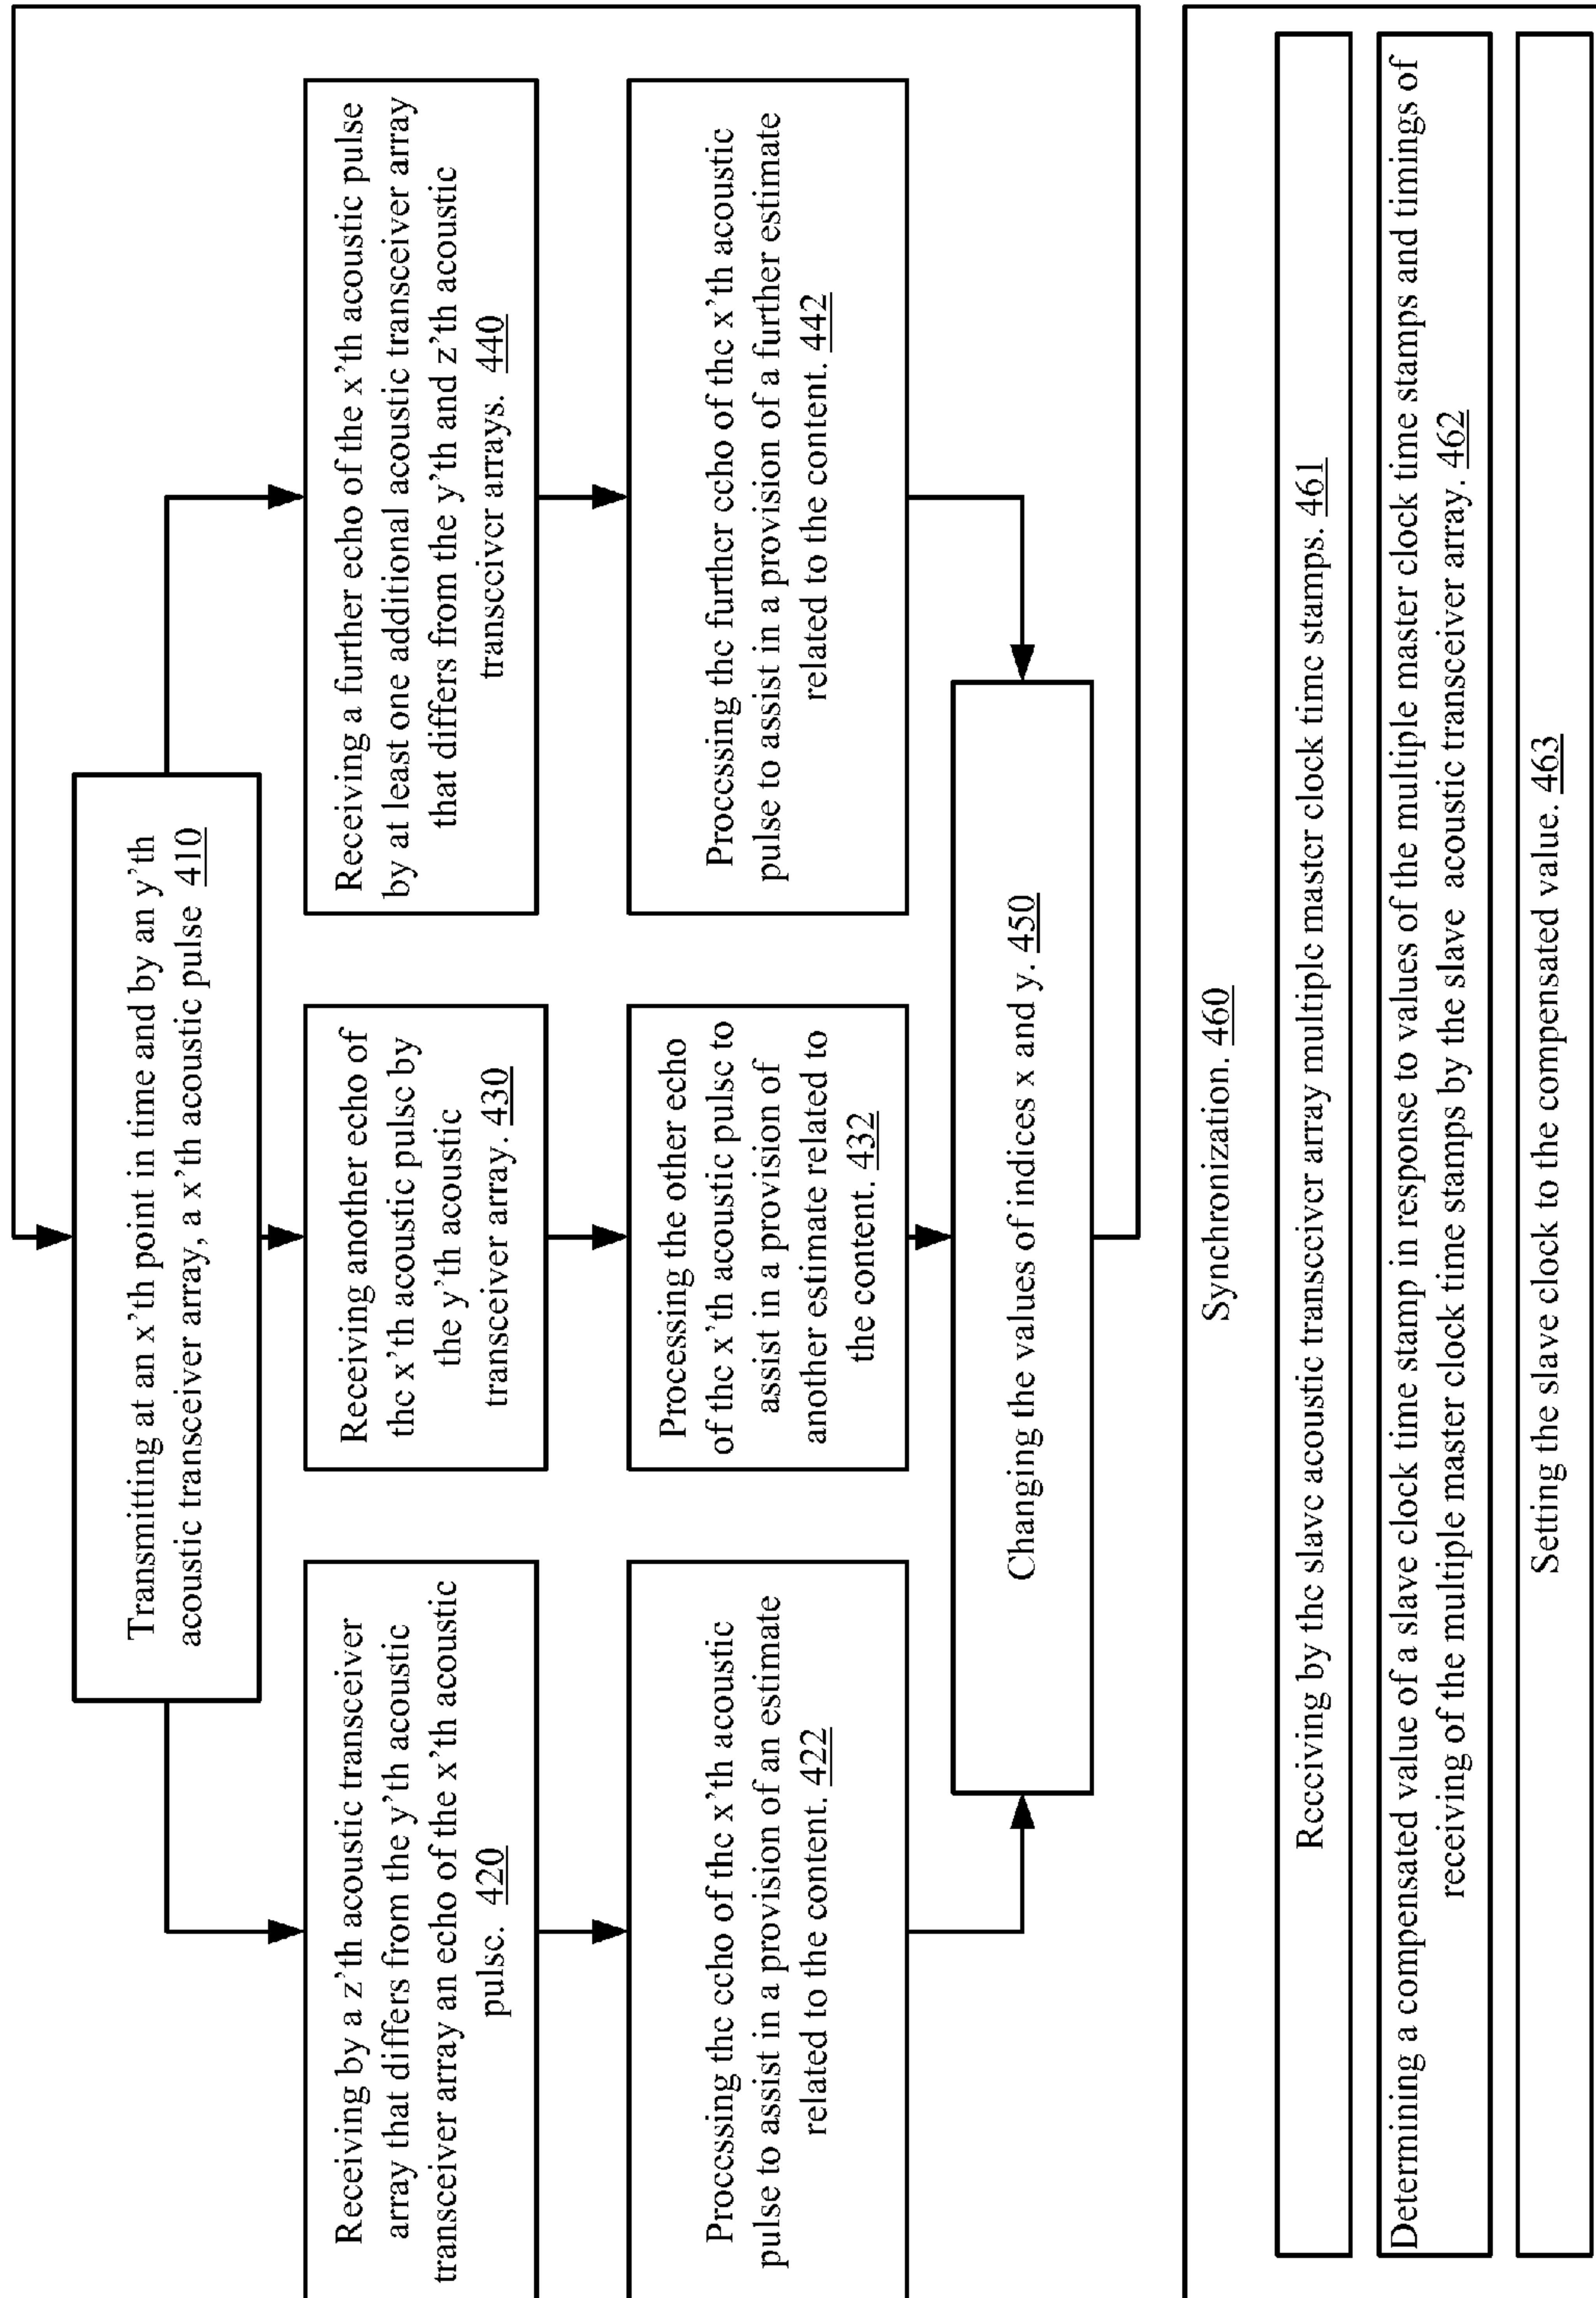 Transmitting at an x'th point in time and by an y'th
acoustic transceiver array, a x'th acoustic pulse 410
Receiving by a z'th acoustic transceiver
array that differs from the y'th acoustic
transceiver array an echo of the x'th acoustic
pulse. 420
Receiving another echo of
the x'th acoustic pulse by
the y'th acoustic
transceiver array. 430
Receiving a further echo of the x'th acoustic pulse
by at least one additional acoustic transceiver array
that differs from the y'th and z'th acoustic
transceiver arrays. 440
Processing the echo of the x'th acoustic
pulse to assist in a provision of an estimate
related to the content. 422
Processing the other echo
of the x'th acoustic pulse to
assist in a provision of
another estimate related to
the content. 432
Processing the further echo of the x'th acoustic
pulse to assist in a provision of a further estimate
related to the content. 442
Changing the values of indices x and y. 450
Synchronization. 460
Receiving by the slave acoustic transceiver array multiple master clock time stamps. 461
Determining a compensated value of a slave clock time stamp in response to values of the multiple master clock time stamps and timings of
receiving of the multiple master clock time stamps by the slave acoustic transceiver array. 462
Setting the slave clock to the compensated value. 463